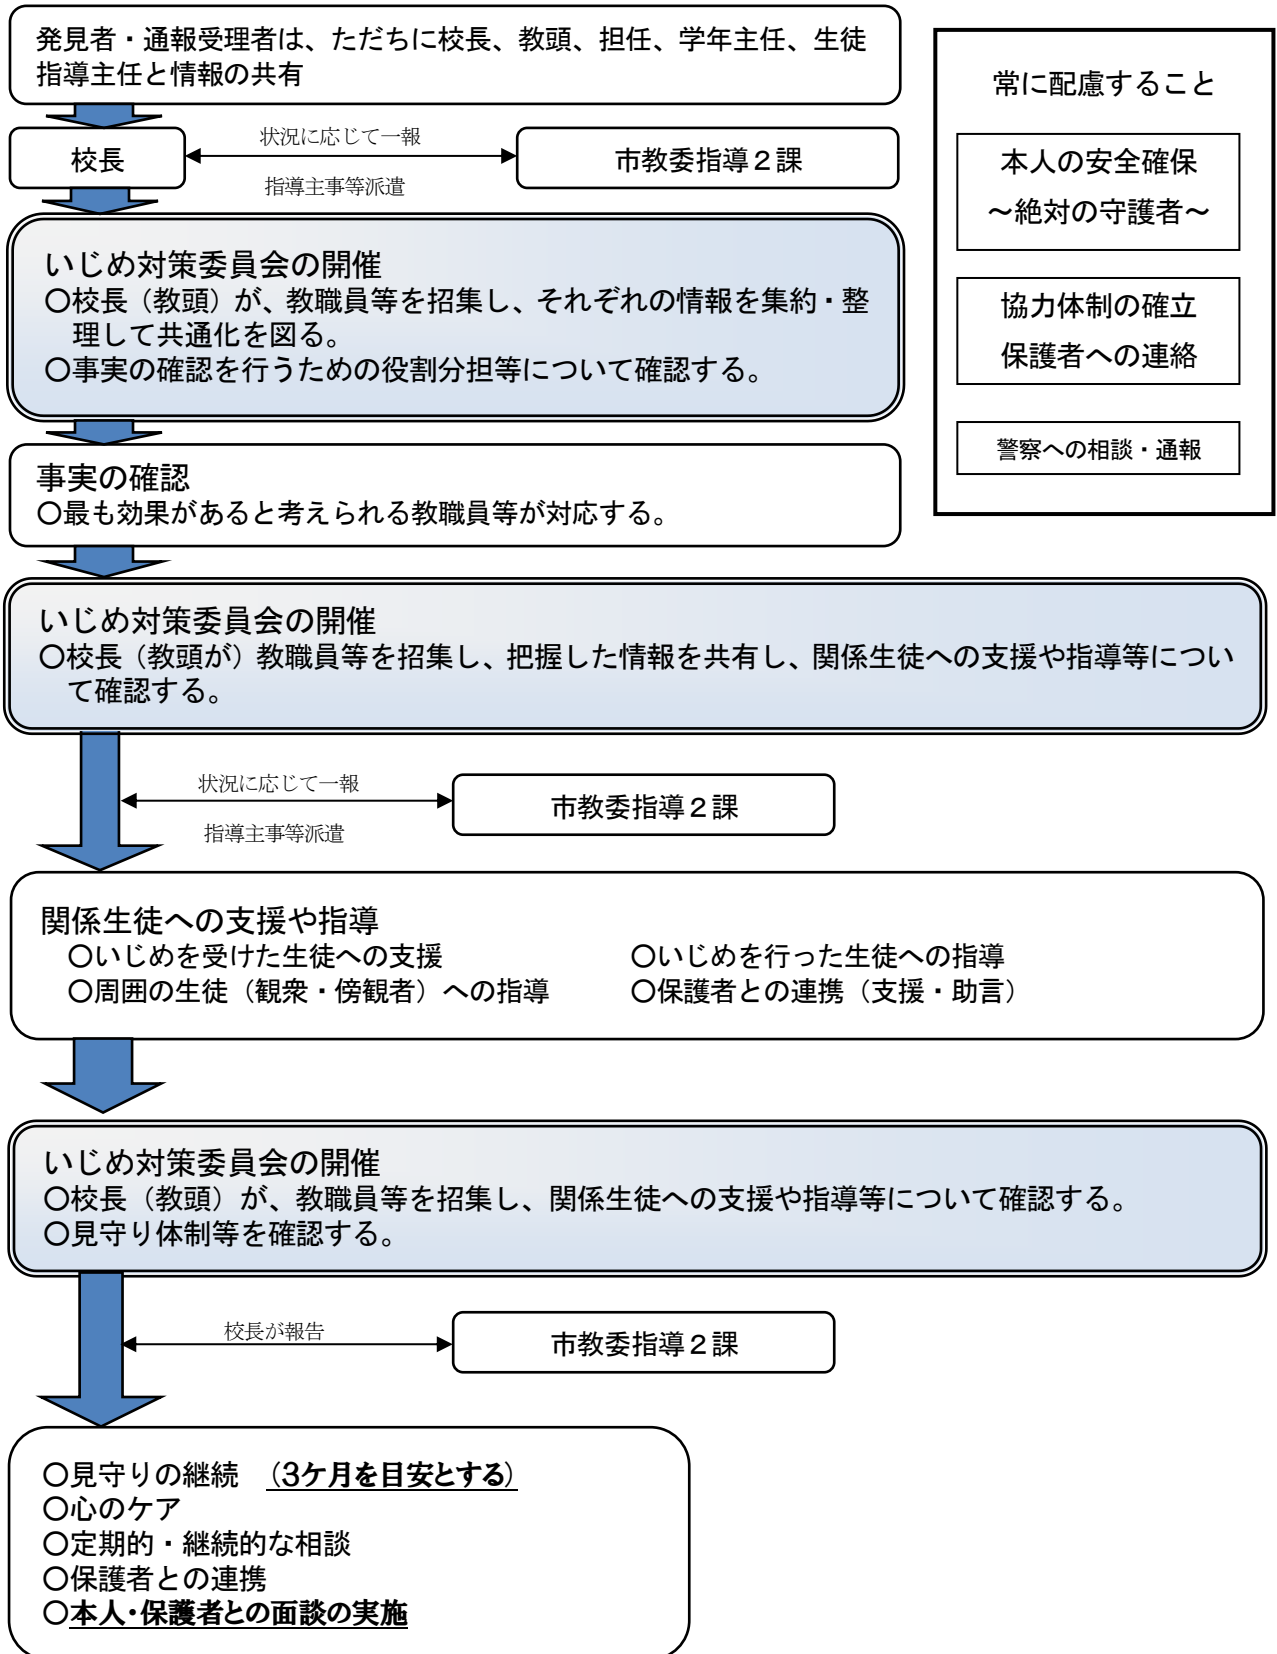 発見者・通報受理者は、ただちに校長、教頭、担任、学年主任、生徒
指導主任と情報の共有
校長
状況に応じて一報
指導主事等派遣
市教委指導２課
いじめ対策委員会の開催
〇校長（教頭）が、教職員等を招集し、それぞれの情報を集約・整
理して共通化を図る。
〇事実の確認を行うための役割分担等について確認する。
事実の確認
〇最も効果があると考えられる教職員等が対応する。
常に配慮すること
本人の安全確保
～絶対の守護者～
協力体制の確立
保護者への連絡
警察への相談・通報
いじめ対策委員会の開催
〇校長（教頭が）教職員等を招集し、把握した情報を共有し、関係生徒への支援や指導等につい
て確認する。
状況に応じて一報
指導主事等派遣
市教委指導２課
関係生徒への支援や指導
〇いじめを受けた生徒への支援 〇いじめを行った生徒への指導
〇周囲の生徒（観衆・傍観者）への指導 〇保護者との連携（支援・助言）
いじめ対策委員会の開催
〇校長（教頭）が、教職員等を招集し、関係生徒への支援や指導等について確認する。
〇見守り体制等を確認する。
校長が報告
市教委指導２課
〇見守りの継続 （3ケ月を目安とする）
〇心のケア
〇定期的・継続的な相談
〇保護者との連携
〇本人・保護者との面談の実施